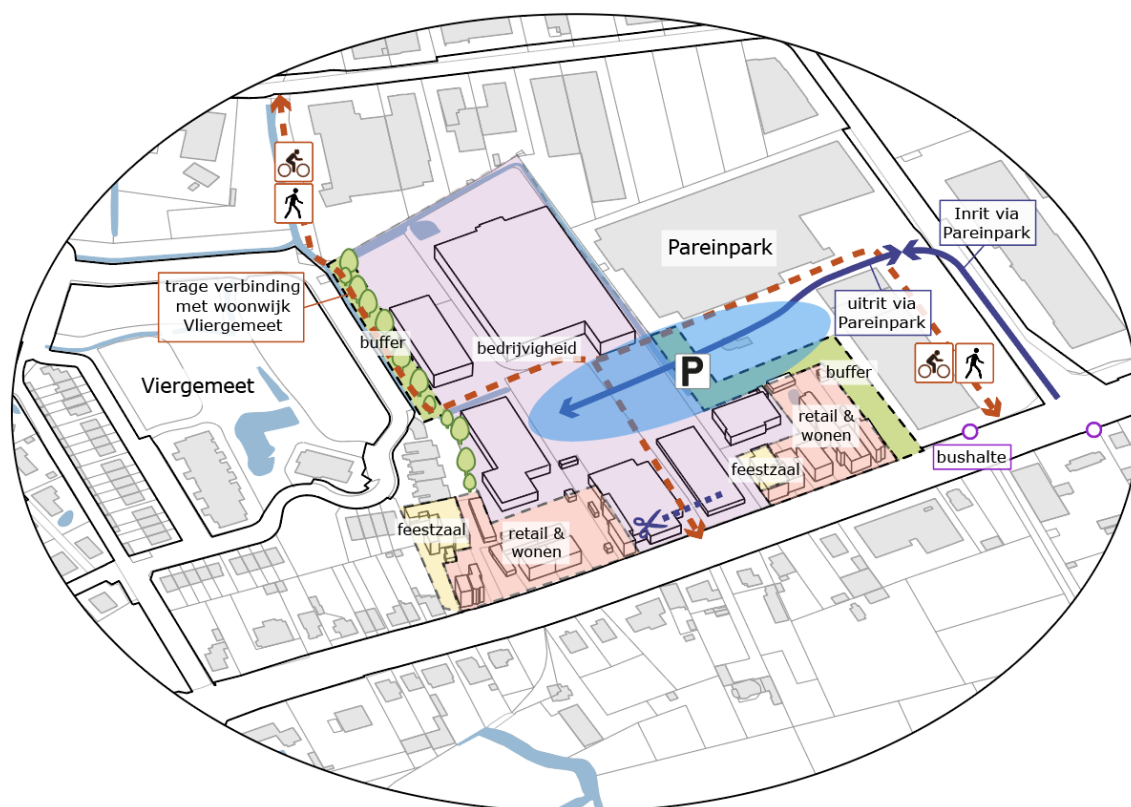 Inrit via
Pareinpark
Pareinpark
trage verbinding
met woonwijk
Vliergemeet
uitrit via
Pareinpark
buffer
bedrijvigheid
P
buffer
Viergemeet
retail &
wonen
bushalte
feestzaal
feestzaal
retail &
wonen